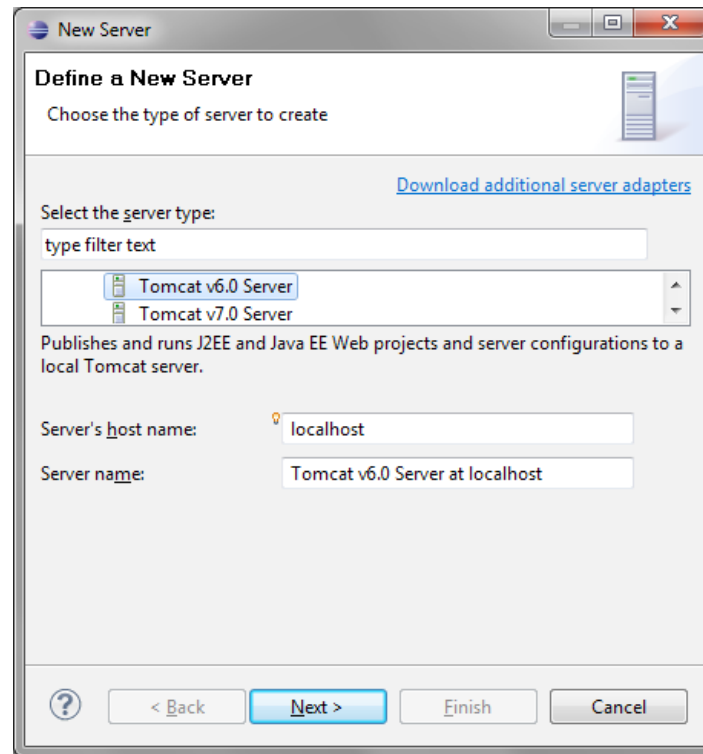 New Server
Define a New Server
Choose the type of server to create
Download additional server adapters
Select the server type:
type filter text
Tomcat v6.0 Server
Tomcat v7.0 Server
Publishes and runs J2EE and Java EE Web projects and server configurations to a
local Tomcat server.
Server's host name: localhost
Server name: Tomcat v6.0 Server at localhost
? < Back Next > Finish Cancel